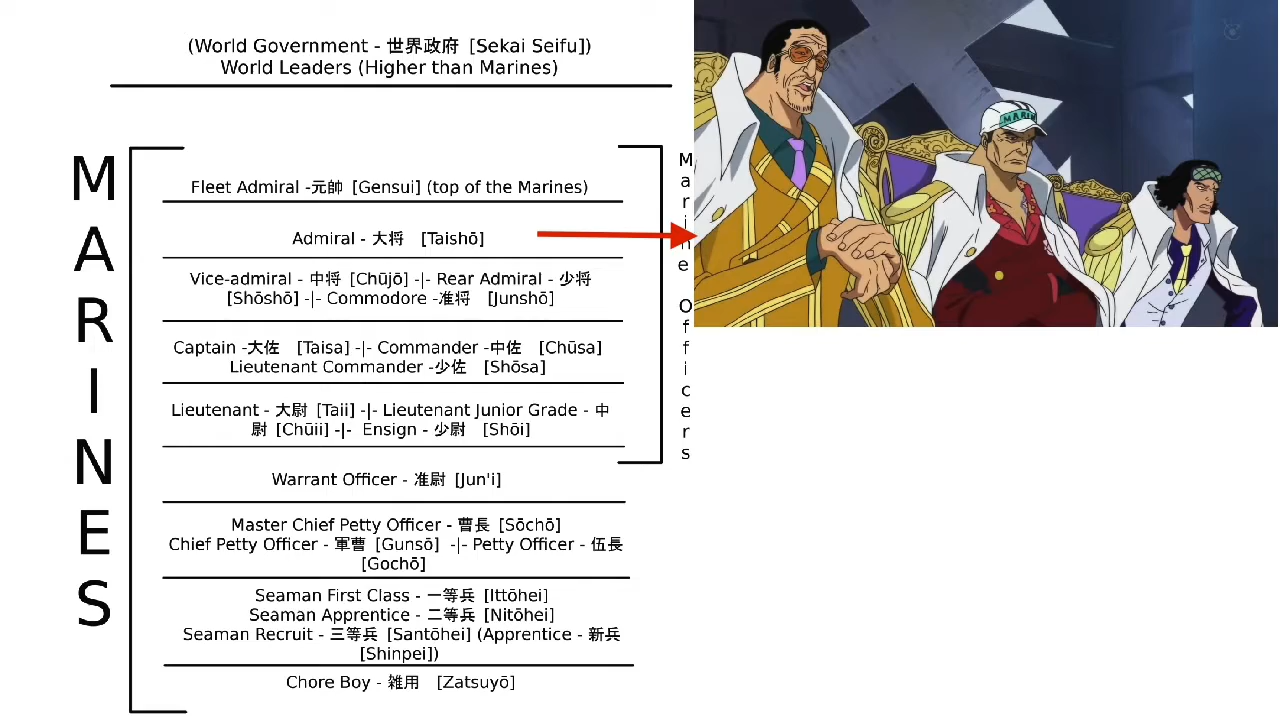 (World Government - 世界政府 [Sekai Seifu])
World Leaders (Higher than Marines)
MARINES
Fleet Admiral -元帥 [Gensui] (top of the Marines)
Admiral - 大将 [Taishō]
Vice-admiral - 中将 [Chūjō] -|- Rear Admiral - 少将
[Shōshō] -|- Commodore -准将 [Junshō]
Captain -大佐 [Taisa] -|- Commander -中佐 [Chūsa]
Lieutenant Commander -少佐 [Shōsa]
Lieutenant - 大尉 [Taii] -|- Lieutenant Junior Grade - 中
尉 [Chūii] -|- Ensign - 少尉 [Shōi]
Warrant Officer - 准尉 [Jun'i]
Master Chief Petty Officer - 曹長 [Sōchō]
Chief Petty Officer - 軍曹 [Gunsō] -|- Petty Officer - 伍長
[Gochō]
Seaman First Class - 一等兵 [Ittōhei]
Seaman Apprentice - 二等兵 [Nitōhei]
Seaman Recruit - 三等兵 [Santōhei] (Apprentice - 新兵
[Shinpei])
Chore Boy - 雑用 [Zatsuyō]
Marine Officers
MARIN